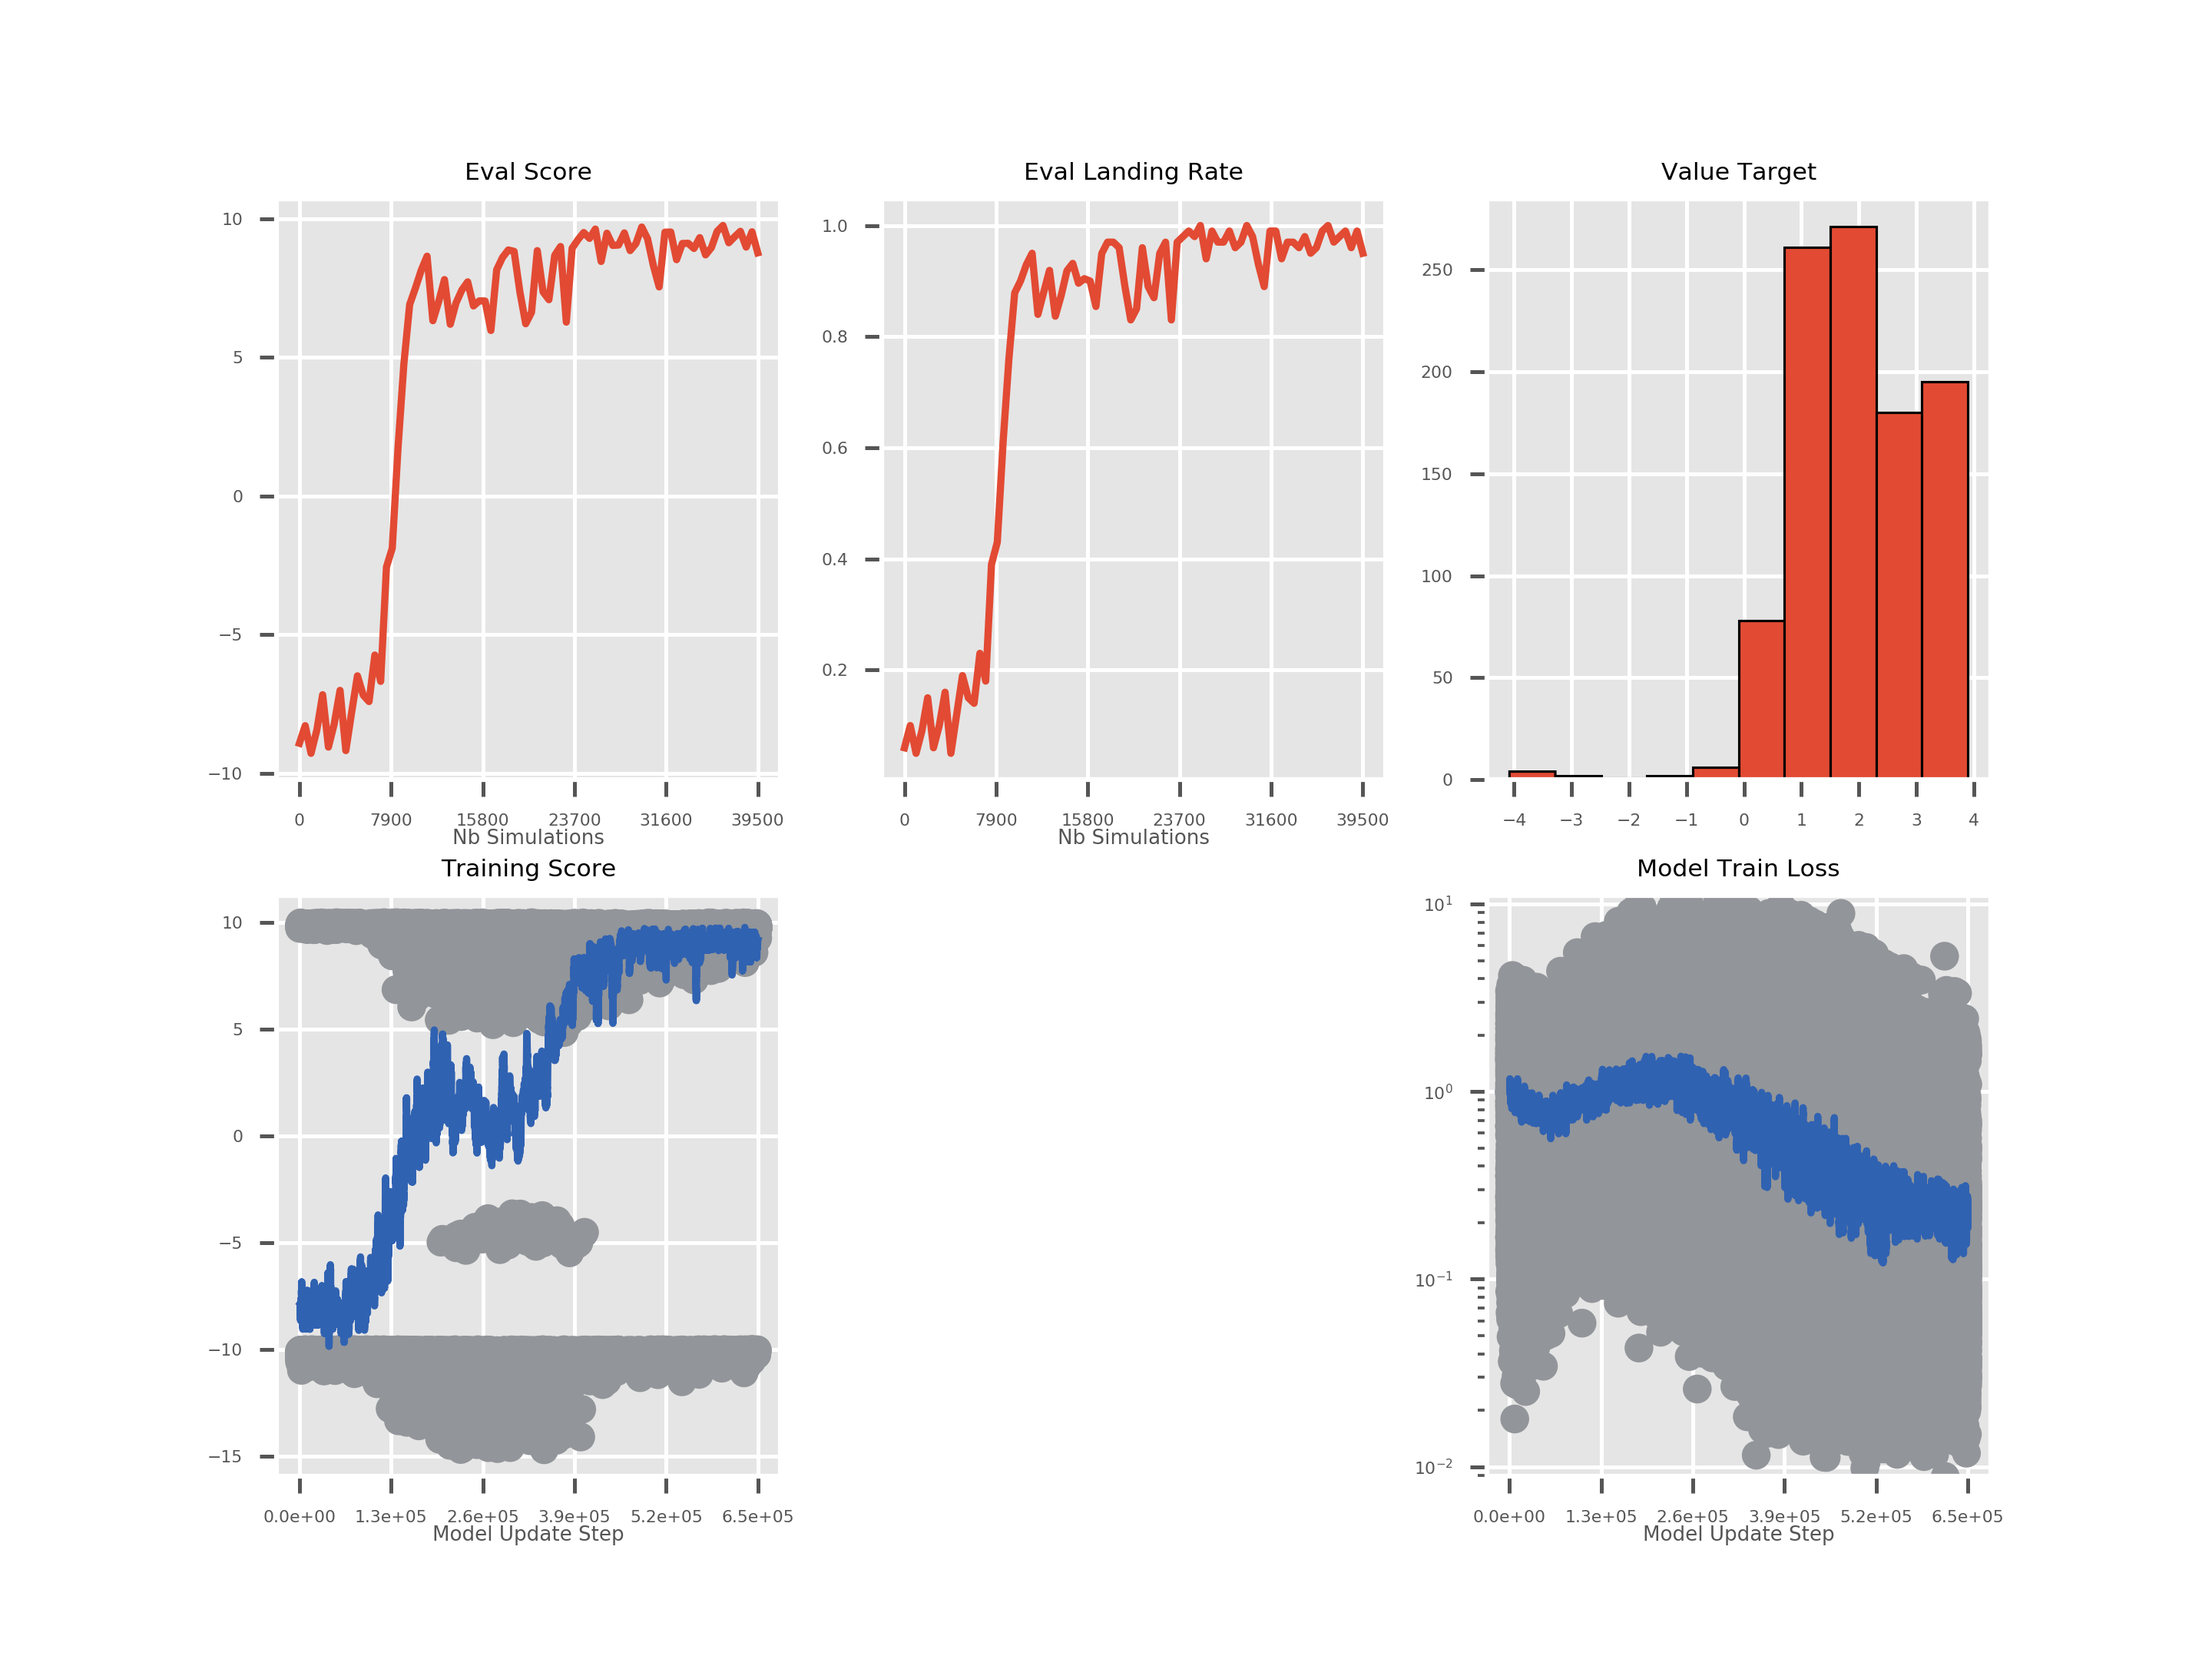 Eval Score
10
5
0
−5
−10
0 7900 15800 23700 31600 39500
Nb Simulations
Eval Landing Rate
1.0
0.8
0.6
0.4
0.2
0 7900 15800 23700 31600 39500
Nb Simulations
Value Target
250
200
150
100
50
0
−4 −3 −2 −1 0 1 2 3 4
Training Score
10
5
0
−5
−10
−15
0.0e+00 1.3e+05 2.6e+05 3.9e+05 5.2e+05 6.5e+05
Model Update Step
Model Train Loss
10¹
10⁰
10⁻¹
10⁻²
0.0e+00 1.3e+05 2.6e+05 3.9e+05 5.2e+05 6.5e+05
Model Update Step